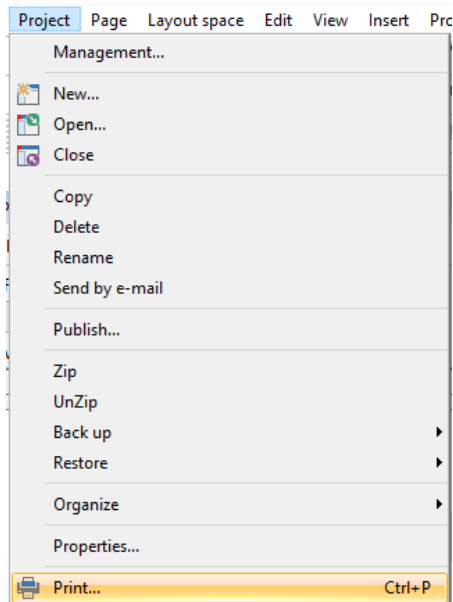 Project Page Layout space Edit View Insert
Management...
New...
Open...
Close
Copy
Delete
Rename
Send by e-mail
Publish...
Zip
UnZip
Back up
Restore
Organize
Properties...
Print... Ctrl+P